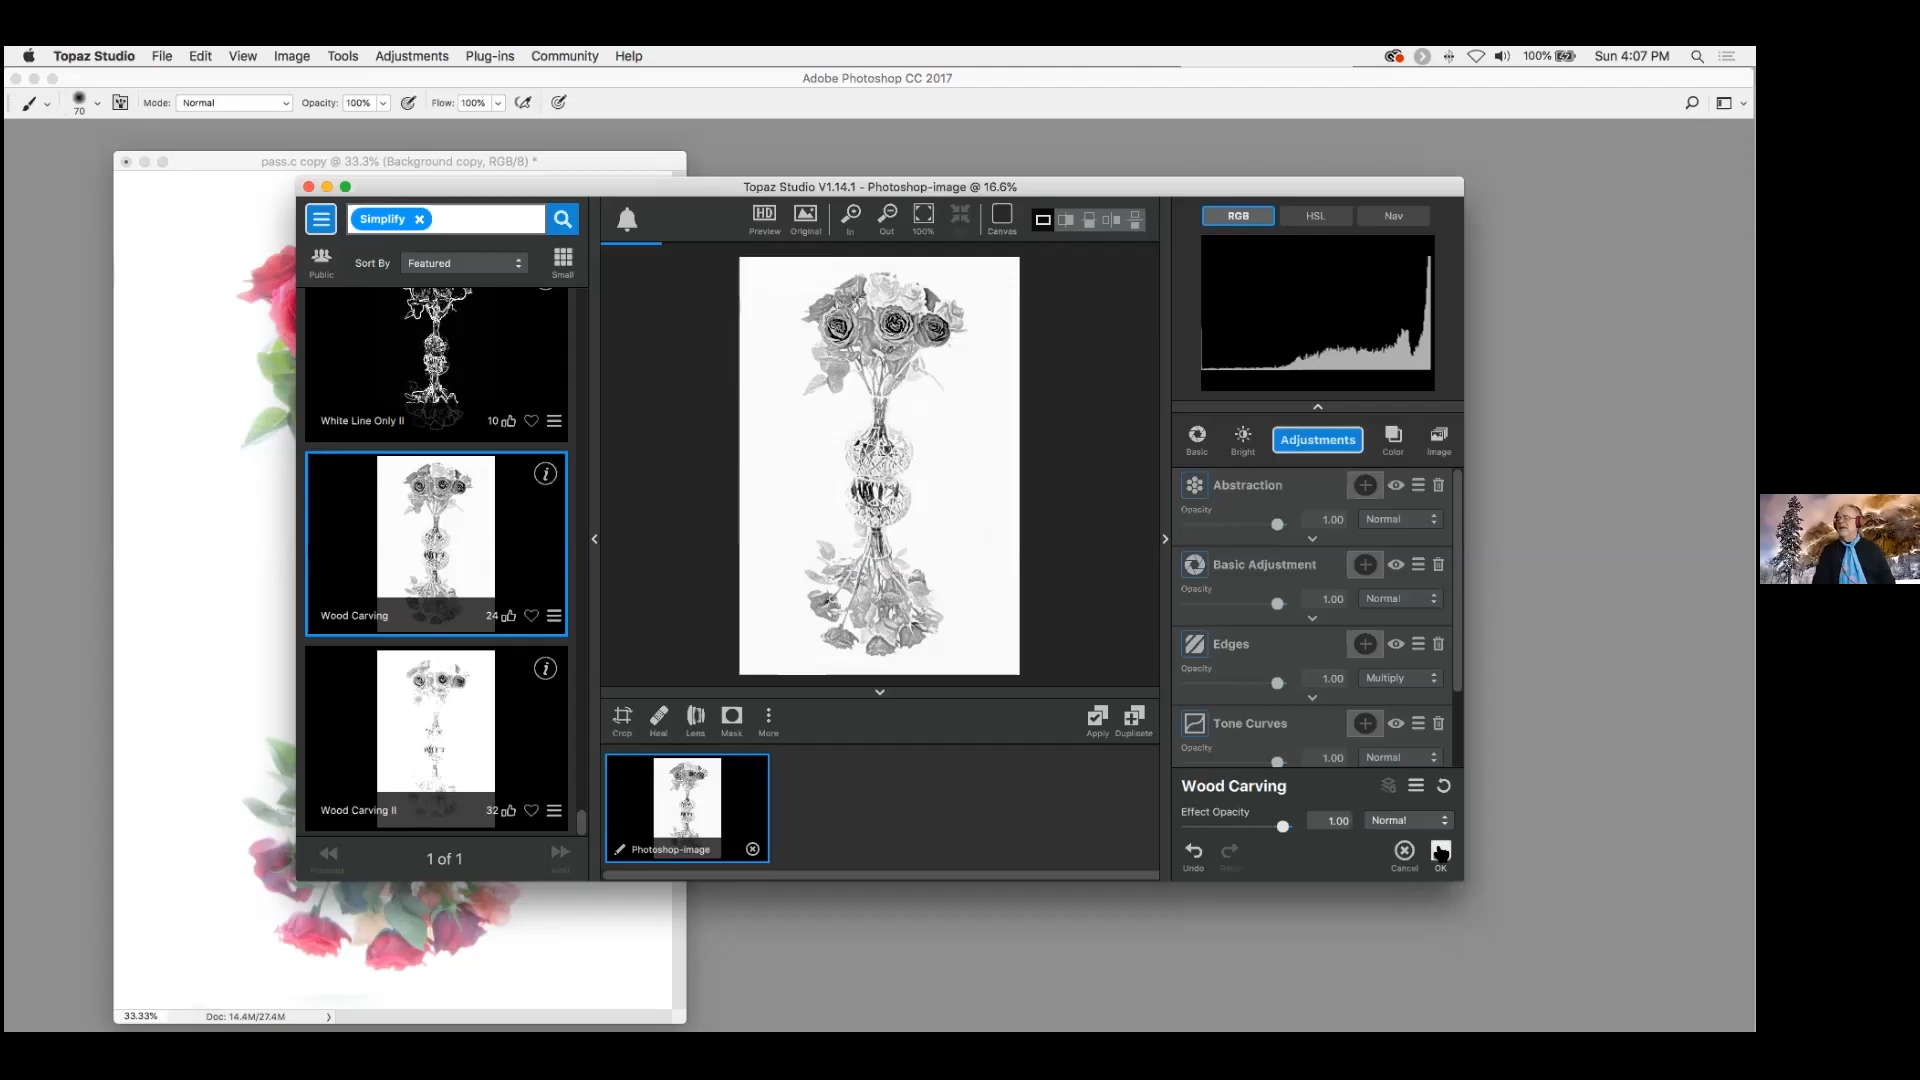 Topaz Studio File Edit View Image Tools Adjustments Plug-ins Community Help 100% Sun 4:07 PM
Adobe Photoshop CC 2017
70 Mode: Normal Opacity: 100% Flow: 100%
pass.c copy @ 33.3% (Background copy, RGB/8) *
Topaz Studio V1.14.1 - Photoshop-image @ 16.6%
Simplify
Public Sort By Featured Small
White Line Only II 10
Wood Carving 24
Wood Carving II 32
1 of 1
HD
Preview Original In Out 100% Canvas
Crop Heal Lens Mask More Apply Duplicate
Photoshop-image
RGB HSL Nav
Basic Bright Adjustments Color Image
Abstraction
Opacity
1.00 Normal
Basic Adjustment
Opacity
1.00 Normal
Edges
Opacity
1.00 Multiply
Tone Curves
Opacity
1.00 Normal
Wood Carving
Effect Opacity 1.00 Normal
Undo Cancel OK
33.33% Doc: 14.4M/27.4M